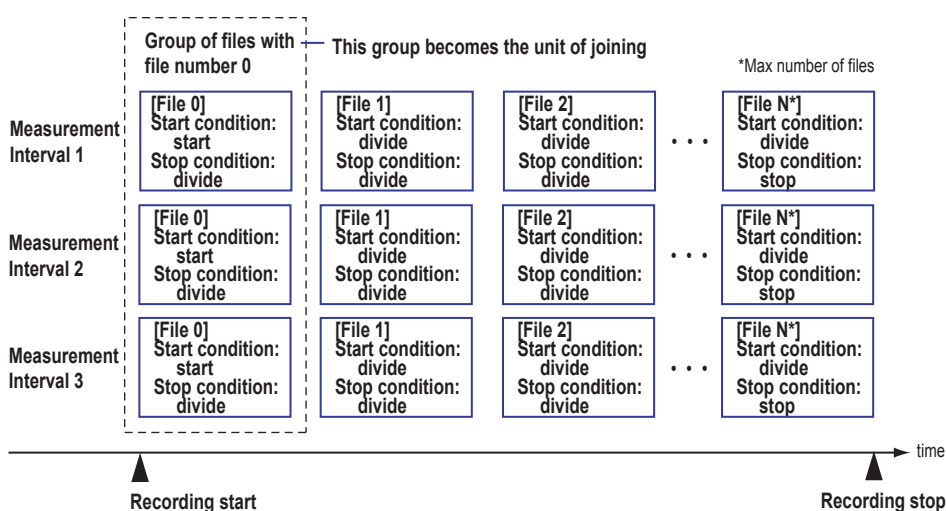 Group of files with
file number 0
This group becomes the unit of joining
*Max number of files
Measurement
Interval 1
[File 0]
Start condition:
start
Stop condition:
divide
[File 1]
Start condition:
divide
Stop condition:
divide
[File 2]
Start condition:
divide
Stop condition:
divide
• • •
[File N*]
Start condition:
divide
Stop condition:
stop
Measurement
Interval 2
[File 0]
Start condition:
start
Stop condition:
divide
[File 1]
Start condition:
divide
Stop condition:
divide
[File 2]
Start condition:
divide
Stop condition:
divide
• • •
[File N*]
Start condition:
divide
Stop condition:
stop
Measurement
Interval 3
[File 0]
Start condition:
start
Stop condition:
divide
[File 1]
Start condition:
divide
Stop condition:
divide
[File 2]
Start condition:
divide
Stop condition:
divide
• • •
[File N*]
Start condition:
divide
Stop condition:
stop
time
Recording start
Recording stop